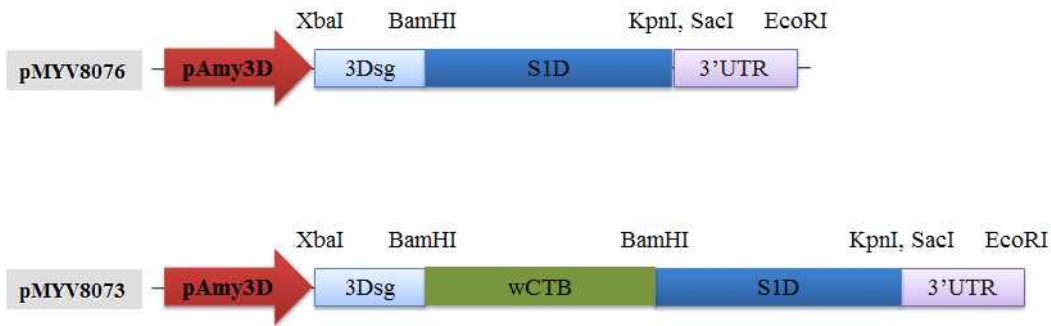 XbaI BamHI KpnI, SacI EcoRI
pMYV8076 pAmy3D 3Dsg S1D 3'UTR
XbaI BamHI BamHI KpnI, SacI EcoRI
pMYV8073 pAmy3D 3Dsg wCTB S1D 3'UTR